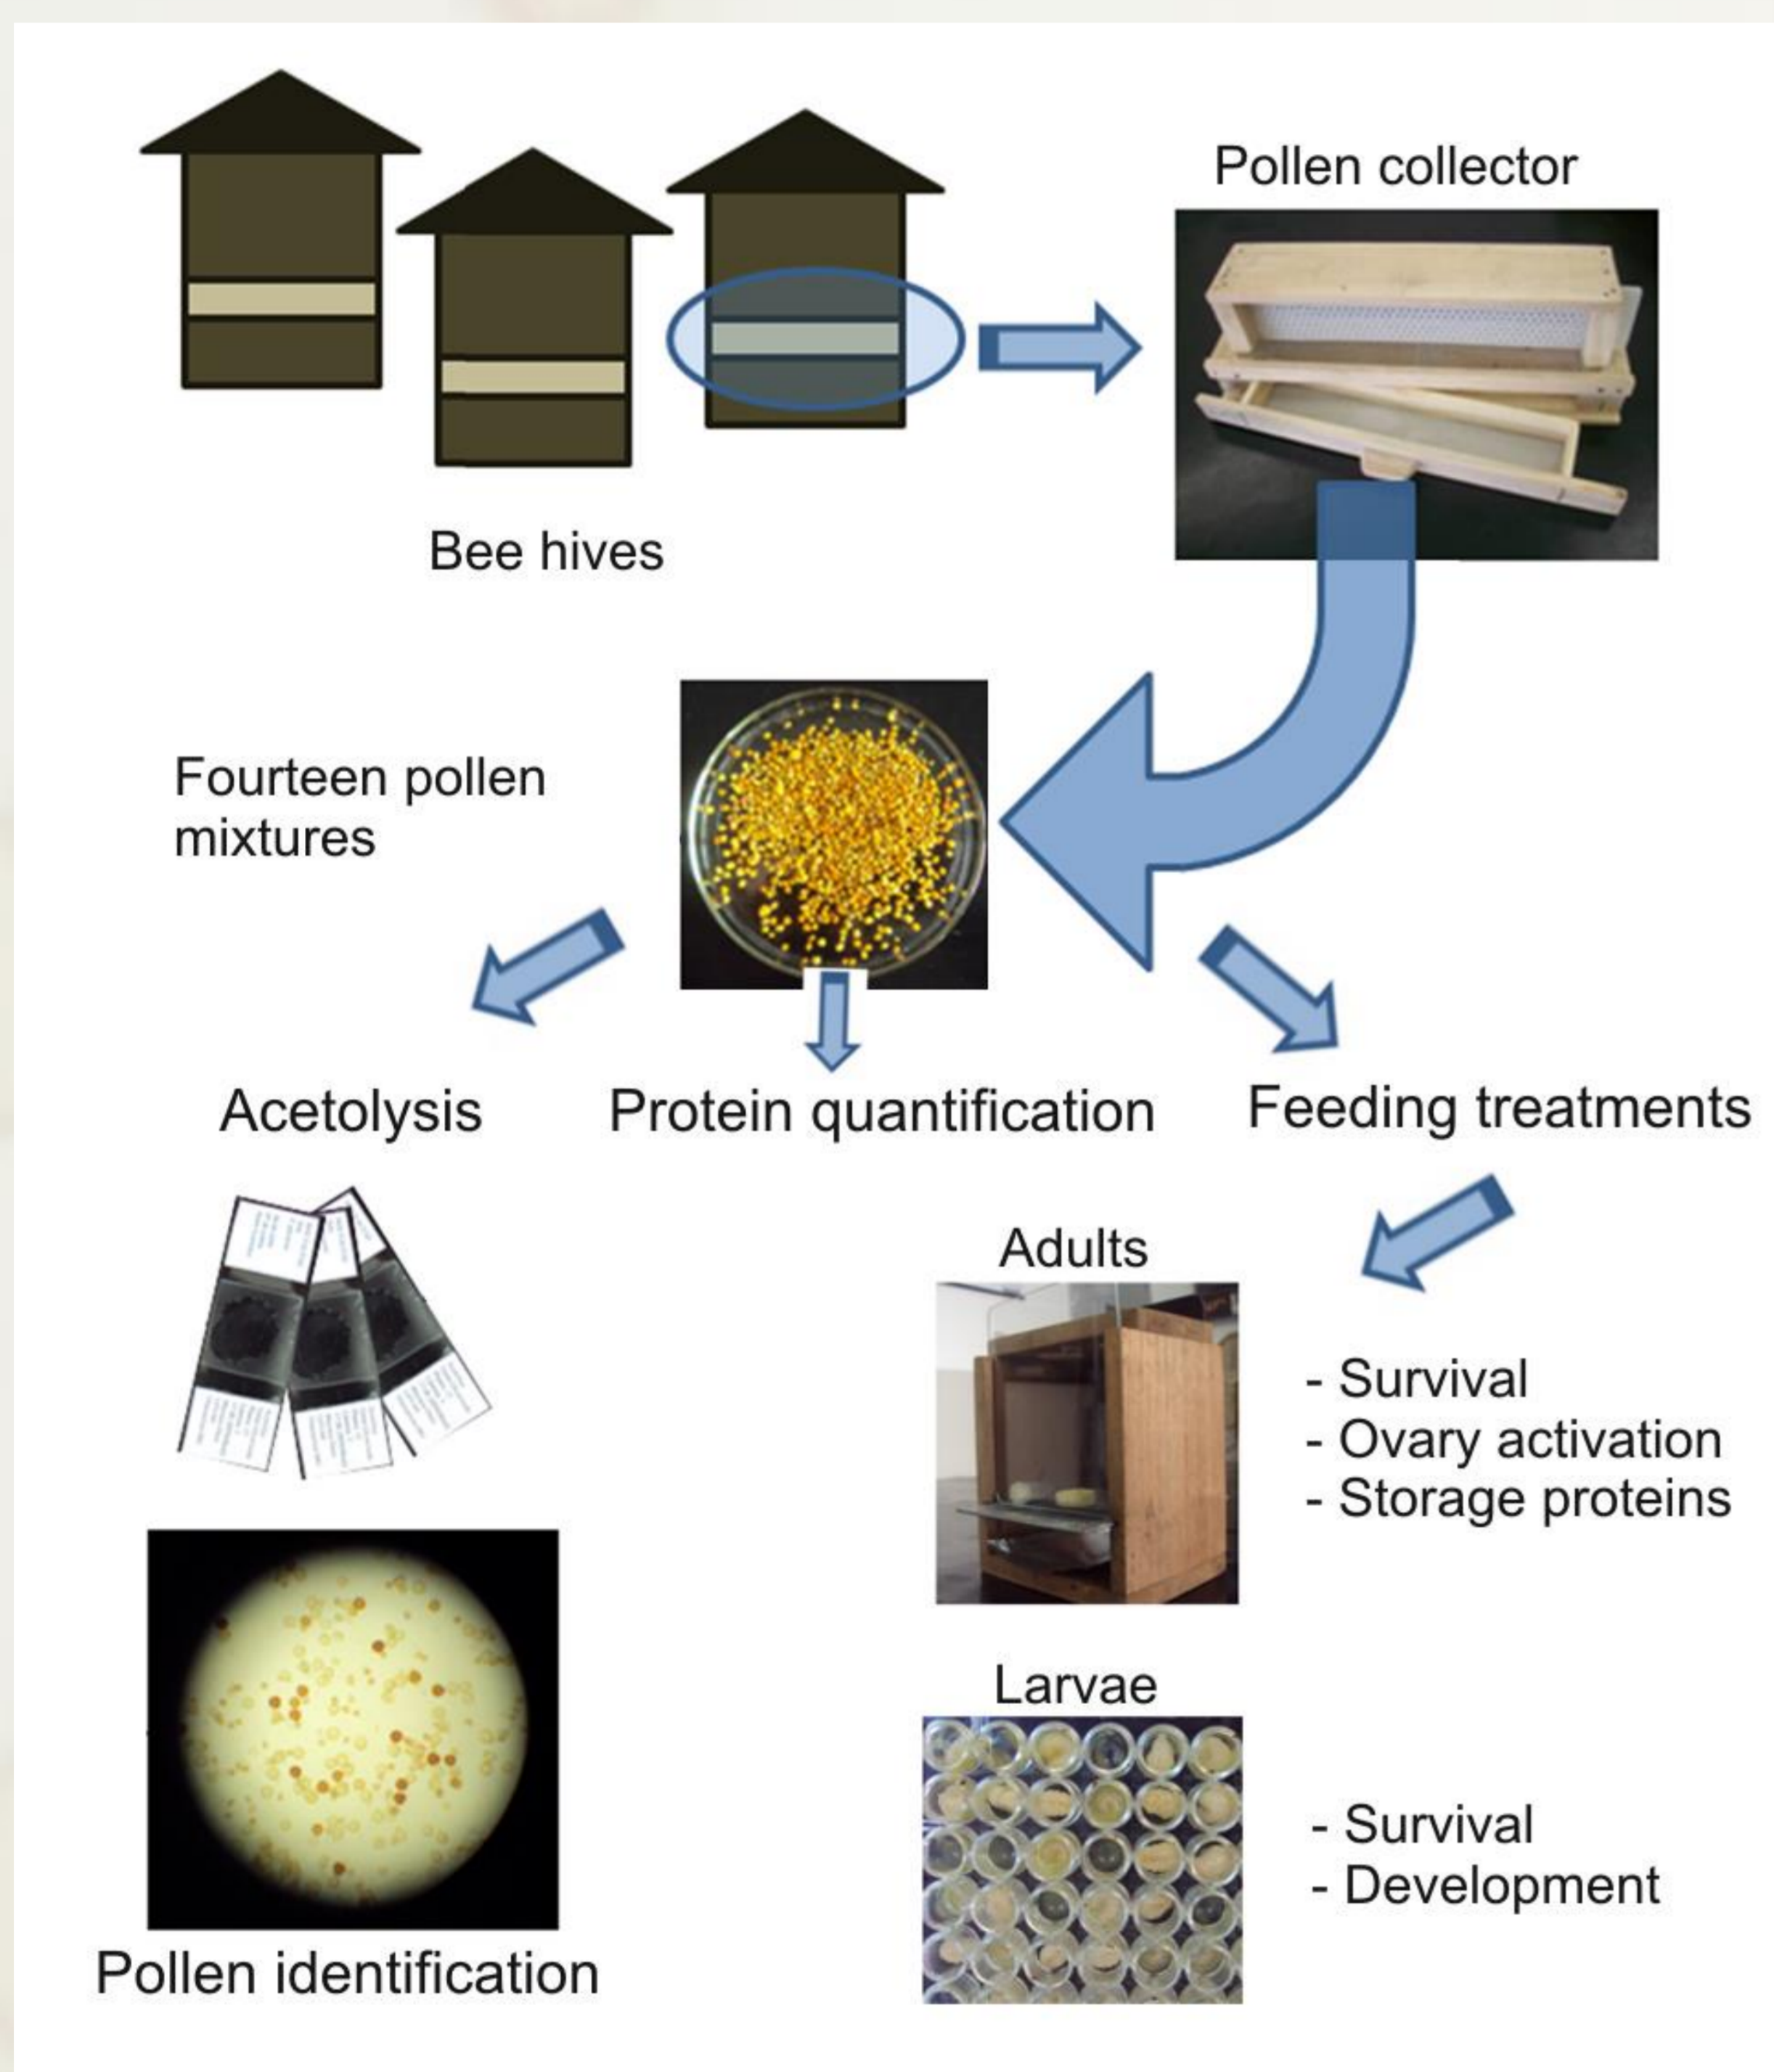 Pollen collector
Bee hives
Fourteen pollen
mixtures
Acetolysis
Protein quantification
Feeding treatments
Adults
- Survival
- Ovary activation
- Storage proteins
Larvae
- Survival
- Development
Pollen identification